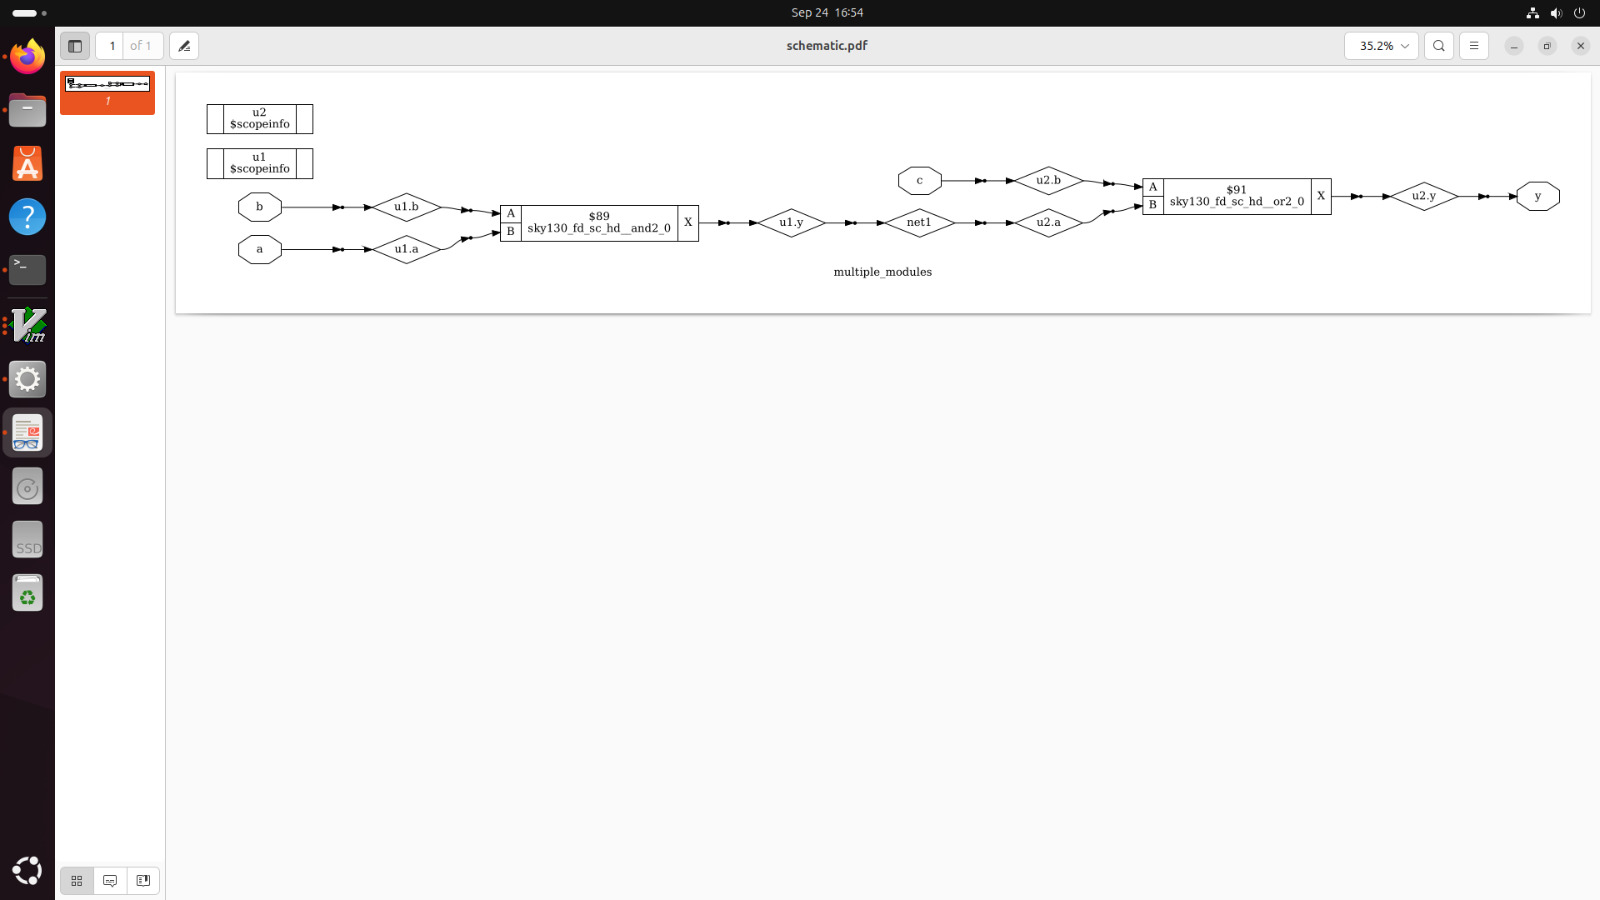 Sep 24 16:54
1 of 1
schematic.pdf
35.2%
1
u2
$scopeinfo
u1
$scopeinfo
b
u1.b
a
u1.a
A
B
$89
sky130_fd_sc_hd__and2_0
X
u1.y
net1
c
u2.b
u2.a
A
B
$91
sky130_fd_sc_hd__or2_0
X
u2.y
y
multiple_modules
>_
?
Vim
SSD